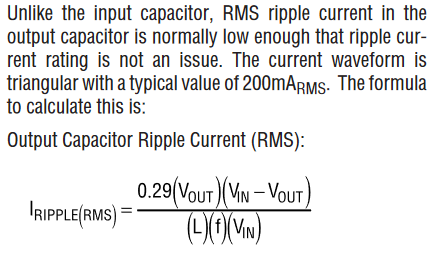 Unlike the input capacitor, RMS ripple current in the
output capacitor is normally low enough that ripple cur-
rent rating is not an issue. The current waveform is
triangular with a typical value of 200mARMS. The formula
to calculate this is:
Output Capacitor Ripple Current (RMS):
IRIPPLE(RMS) = 0.29(VOUT)(VIN – VOUT)
(L)(f)(VIN)